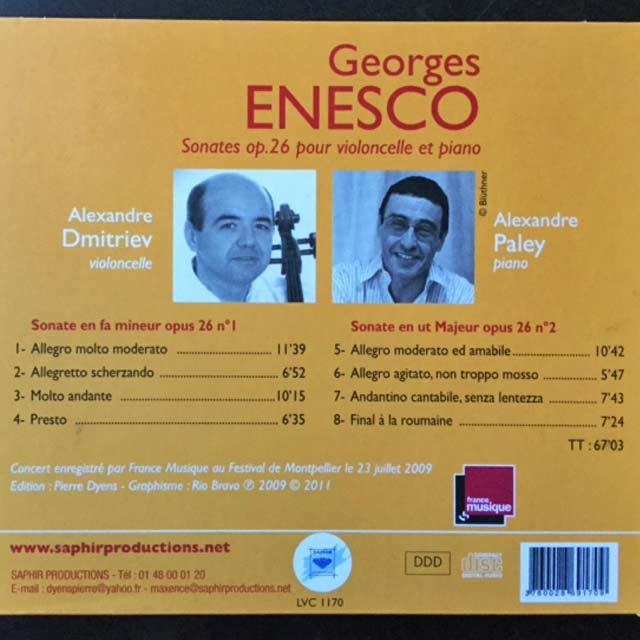 Georges
ENESCO
Sonates op.26 pour violoncelle et piano
Alexandre
Dmitriev
violoncelle
© Blüthner
Alexandre
Paley
piano
Sonate en fa mineur opus 26 n°1
1- Allegro molto moderato .......................... 11'39
2- Allegretto scherzando .............................. 6'52
3- Molto andante ......................................... 10'15
4- Presto ........................................................ 6'35
Sonate en ut Majeur opus 26 n°2
5- Allegro moderato ed amabile..................... 10'42
6- Allegro agitato, non troppo mosso ............ 5'47
7- Andantino cantabile, senza lentezza ........... 7'43
8- Final à la roumaine .................................... 7'24
TT : 67'03
Concert enregistré par France Musique au Festival de Montpellier le 23 juillet 2009
Edition : Pierre Dyens - Graphisme : Rio Bravo ℗ 2009 © 2011
france
musique
www.saphirproductions.net
SAPHIR PRODUCTIONS - Tél : 01 48 00 01 20
E-mail : dyenspierre@yahoo.fr - maxence@saphirproductions.net
SAPHIR
LVC 1170
DDD
COMPACT
disc
DIGITAL AUDIO